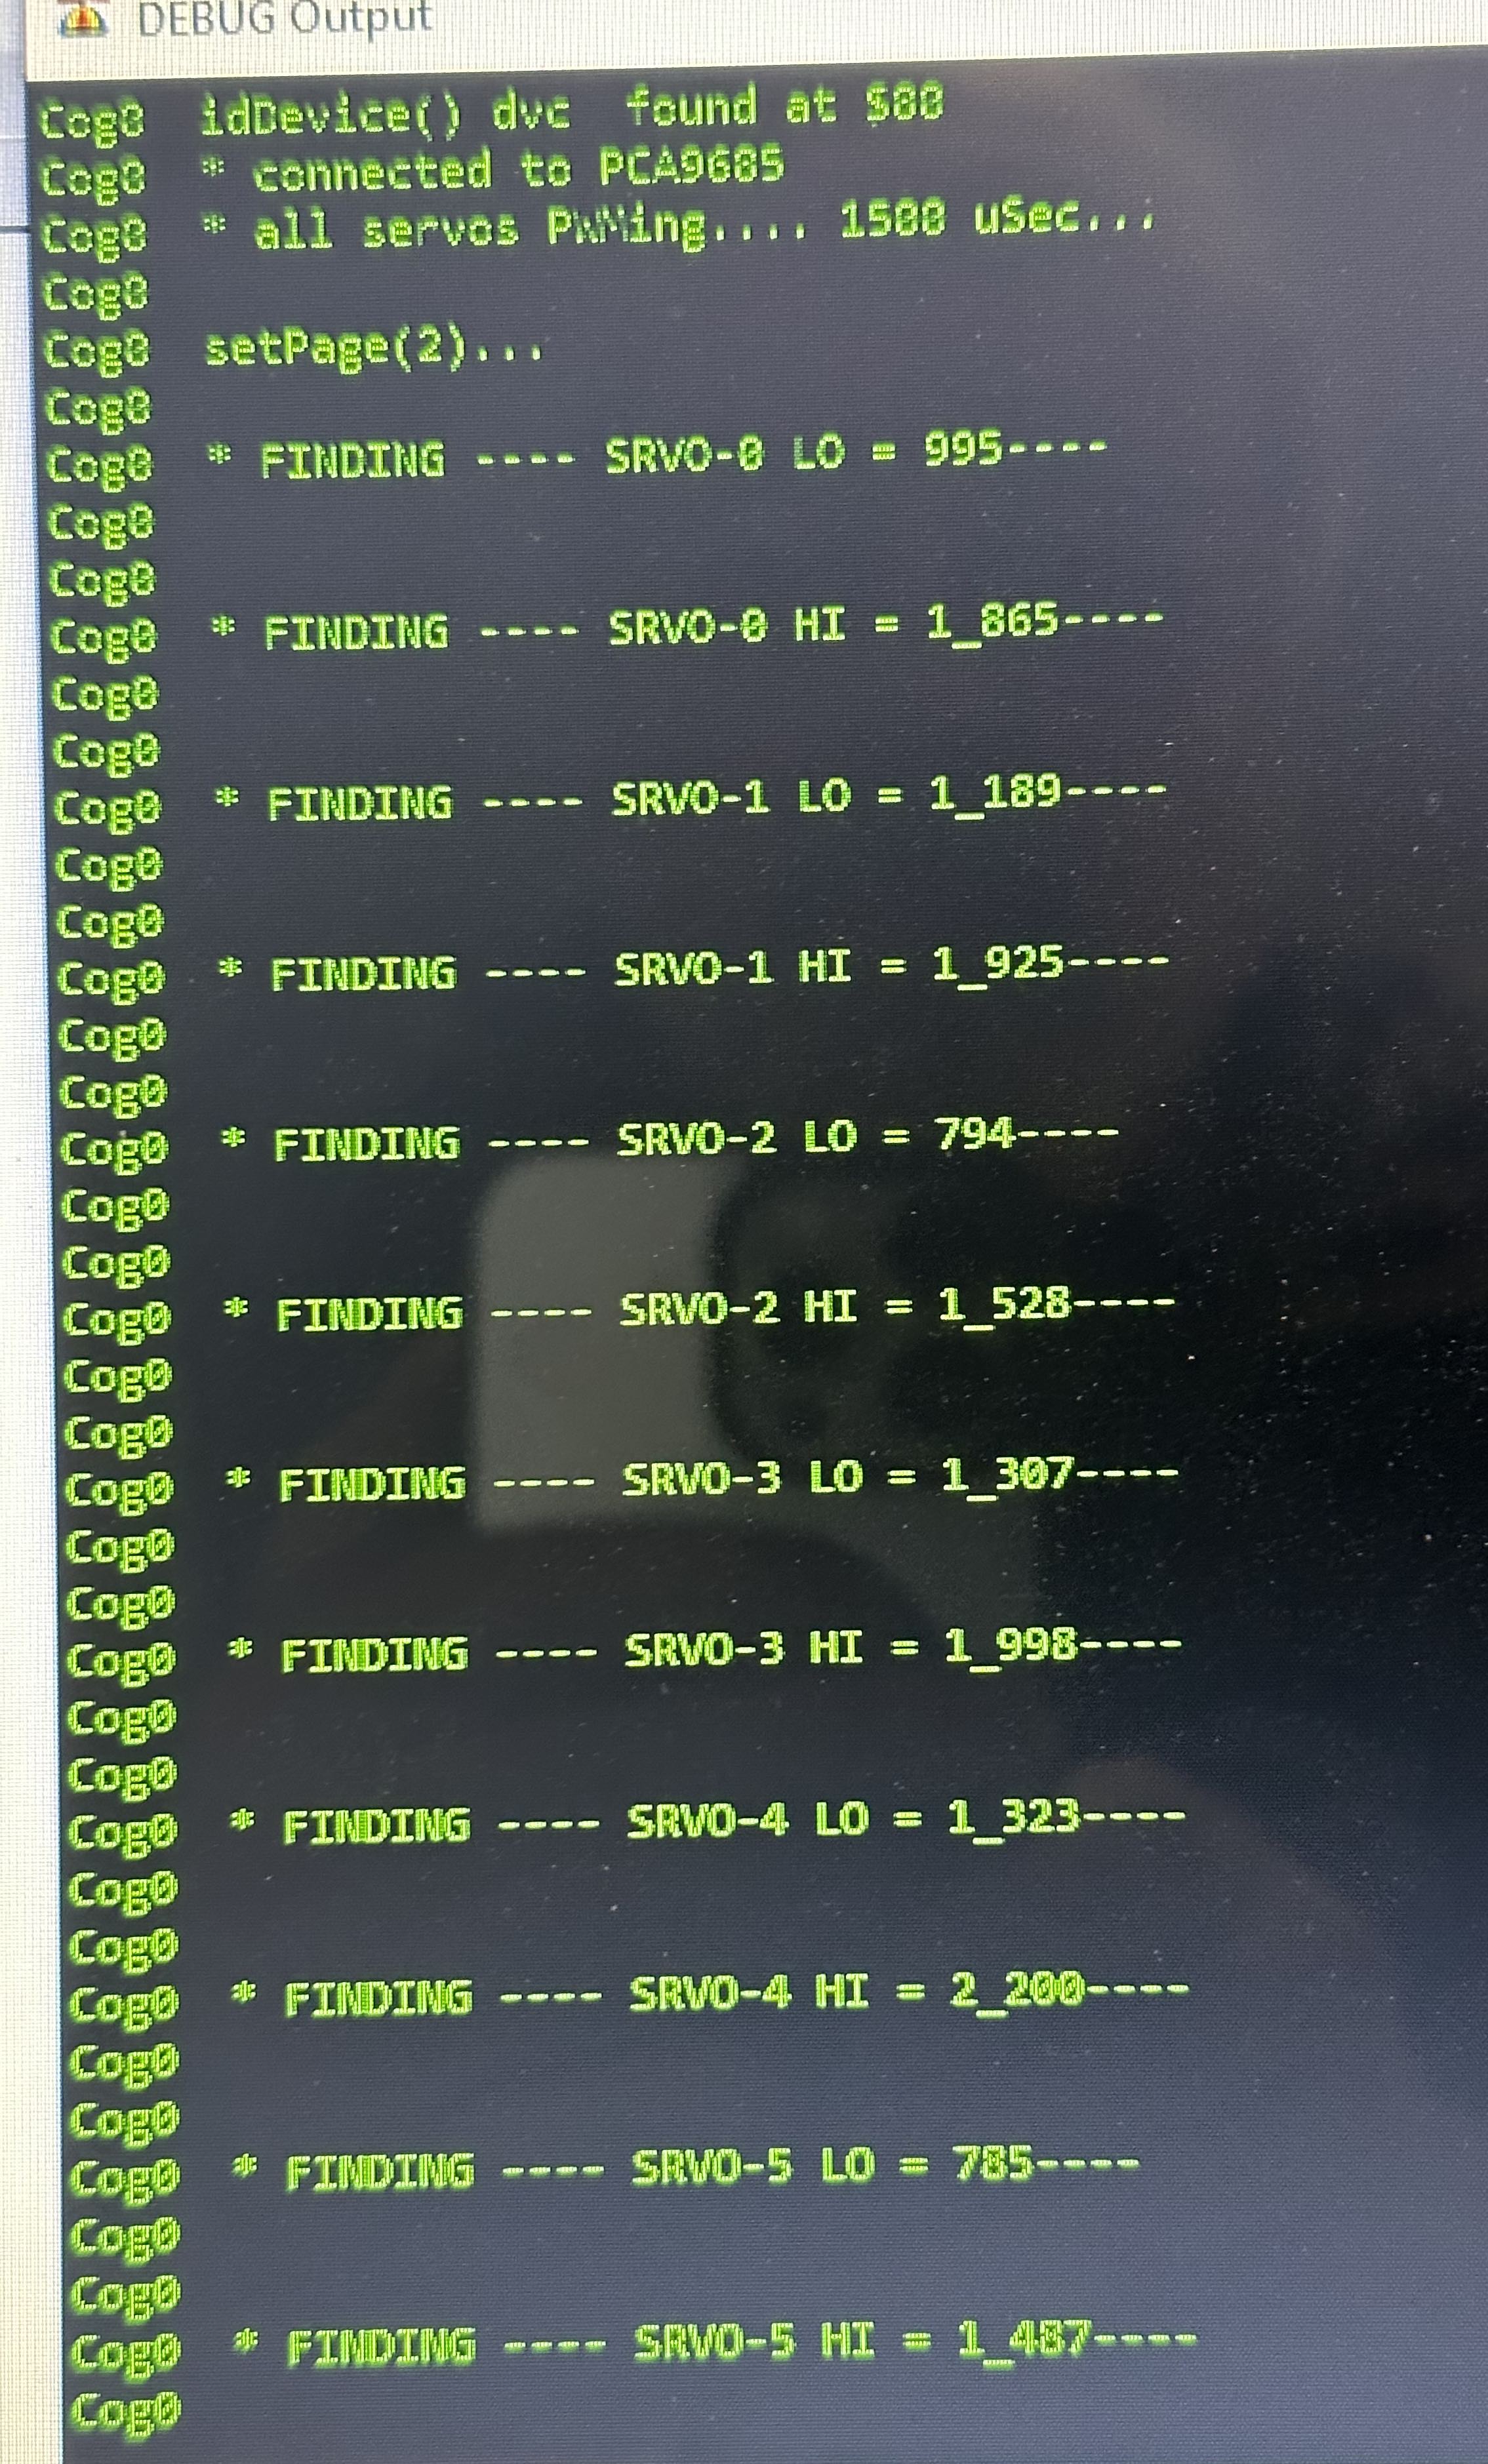 DEBUG Output
Cog0  idDevice() dvc  found at $80
Cog0  * connected to PCA9685
Cog0  * all servos PWMing.... 1500 uSec...
Cog0
Cog0  setPage(2)...
Cog0
Cog0  * FINDING ---- SRVO-0 LO = 995----
Cog0
Cog0
Cog0  * FINDING ---- SRVO-0 HI = 1_865----
Cog0
Cog0
Cog0  * FINDING ---- SRVO-1 LO = 1_189----
Cog0
Cog0
Cog0  * FINDING ---- SRVO-1 HI = 1_925----
Cog0
Cog0
Cog0  * FINDING ---- SRVO-2 LO = 794----
Cog0
Cog0
Cog0  * FINDING ---- SRVO-2 HI = 1_528----
Cog0
Cog0
Cog0  * FINDING ---- SRVO-3 LO = 1_307----
Cog0
Cog0
Cog0  * FINDING ---- SRVO-3 HI = 1_998----
Cog0
Cog0
Cog0  * FINDING ---- SRVO-4 LO = 1_323----
Cog0
Cog0
Cog0  * FINDING ---- SRVO-4 HI = 2_200----
Cog0
Cog0
Cog0  * FINDING ---- SRVO-5 LO = 785----
Cog0
Cog0
Cog0  * FINDING ---- SRVO-5 HI = 1_487----
Cog0